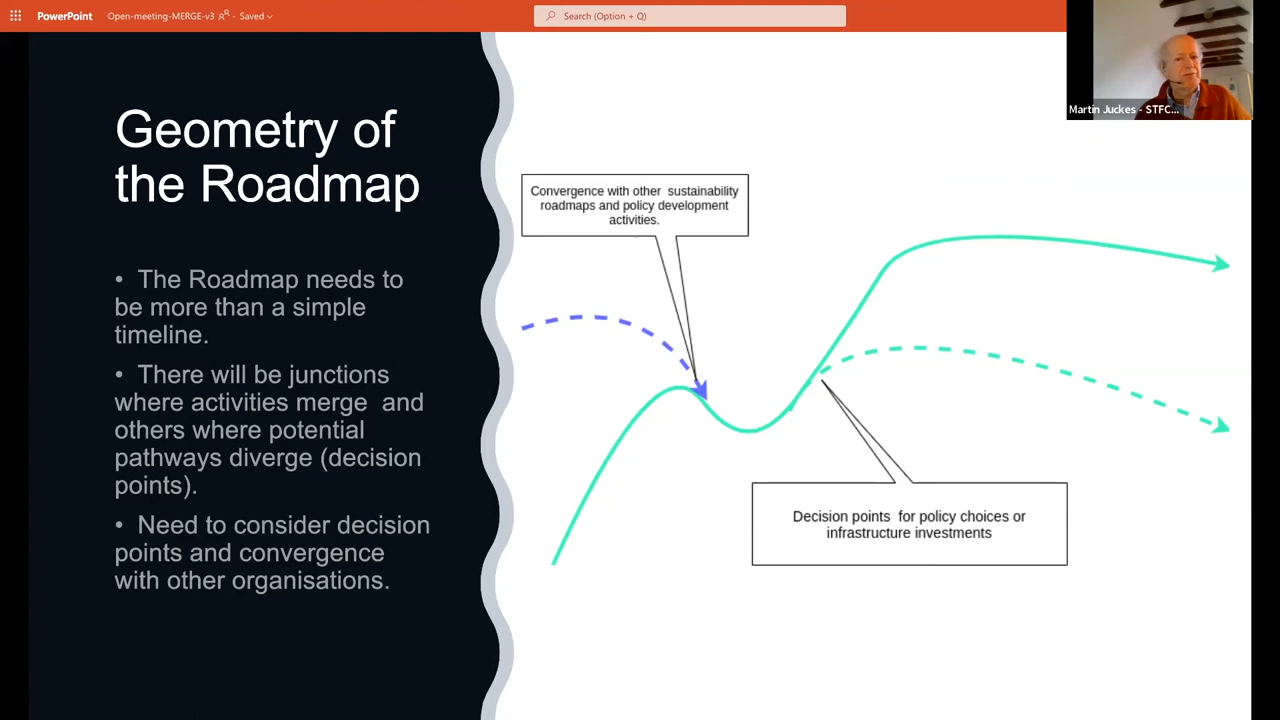 PowerPoint
Open-meeting-MERGE-v3 - Saved
Search (Option + Q)
Martin Juckes - STFC...
Geometry of
the Roadmap
• The Roadmap needs to
be more than a simple
timeline.
• There will be junctions
where activities merge and
others where potential
pathways diverge (decision
points).
• Need to consider decision
points and convergence
with other organisations.
Convergence with other sustainability
roadmaps and policy development
activities.
Decision points for policy choices or
infrastructure investments